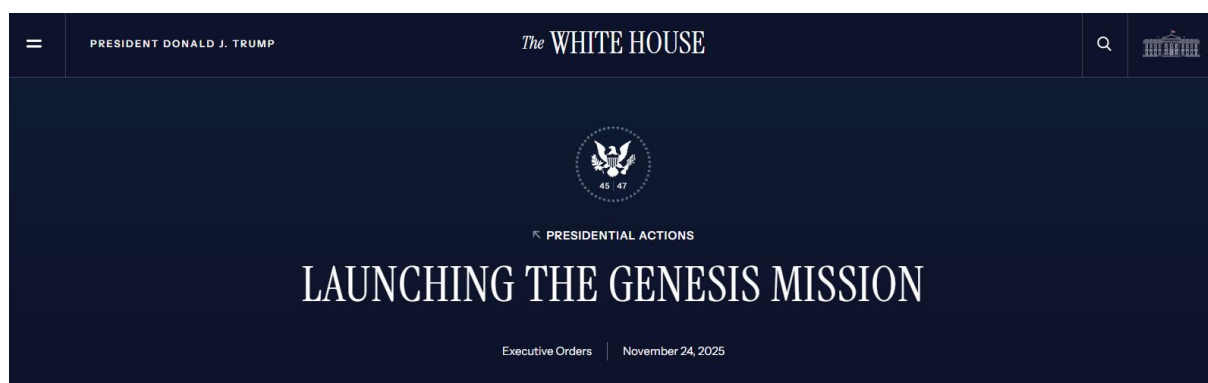 PRESIDENT DONALD J. TRUMP
The WHITE HOUSE
45 | 47
PRESIDENTIAL ACTIONS
LAUNCHING THE GENESIS MISSION
Executive Orders | November 24, 2025